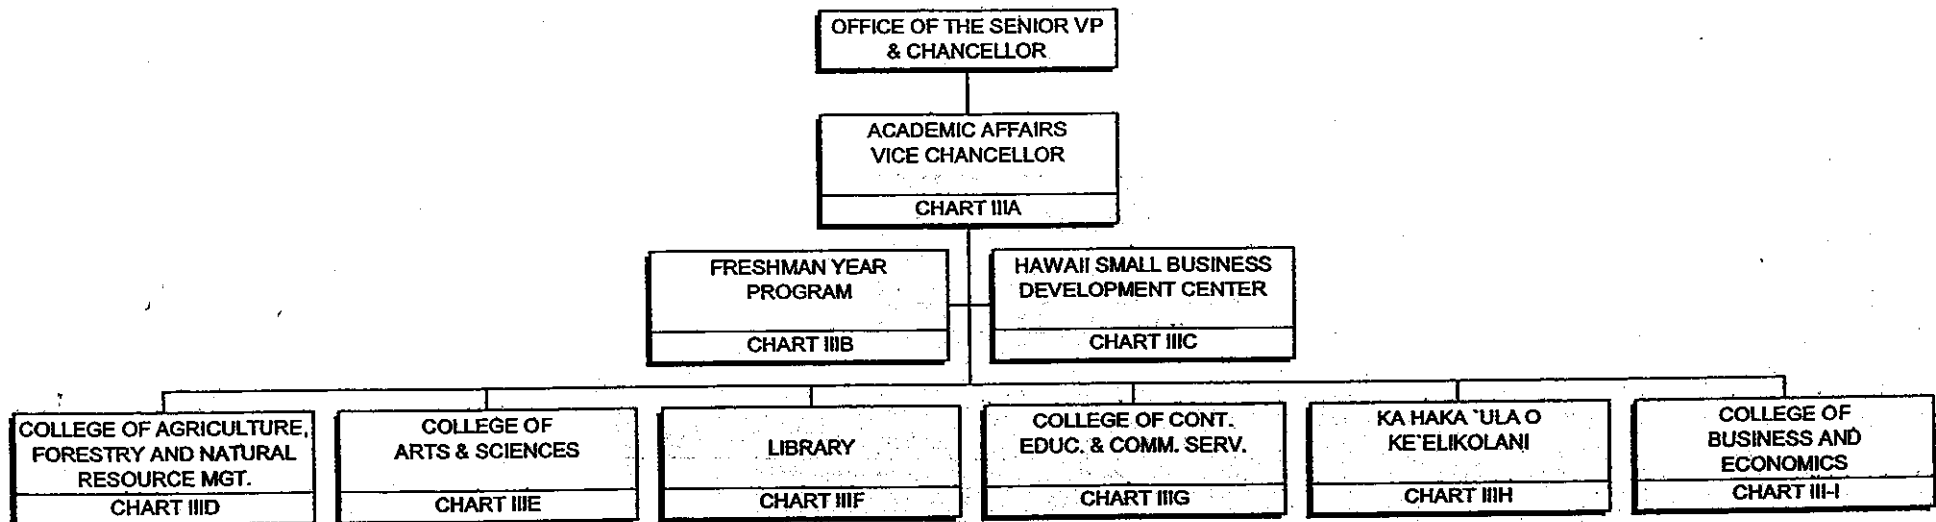 OFFICE OF THE SENIOR VP
& CHANCELLOR
ACADEMIC AFFAIRS
VICE CHANCELLOR
CHART IIIA
FRESHMAN YEAR
PROGRAM
CHART IIIB
HAWAII SMALL BUSINESS
DEVELOPMENT CENTER
CHART IIIC
COLLEGE OF AGRICULTURE,
FORESTRY AND NATURAL
RESOURCE MGT.
CHART IIID
COLLEGE OF
ARTS & SCIENCES
CHART IIIE
LIBRARY
CHART IIIF
COLLEGE OF CONT.
EDUC. & COMM. SERV.
CHART IIIG
KA HAKA `ULA O
KE`ELIKOLANI
CHART IIIH
COLLEGE OF
BUSINESS AND
ECONOMICS
CHART III-I